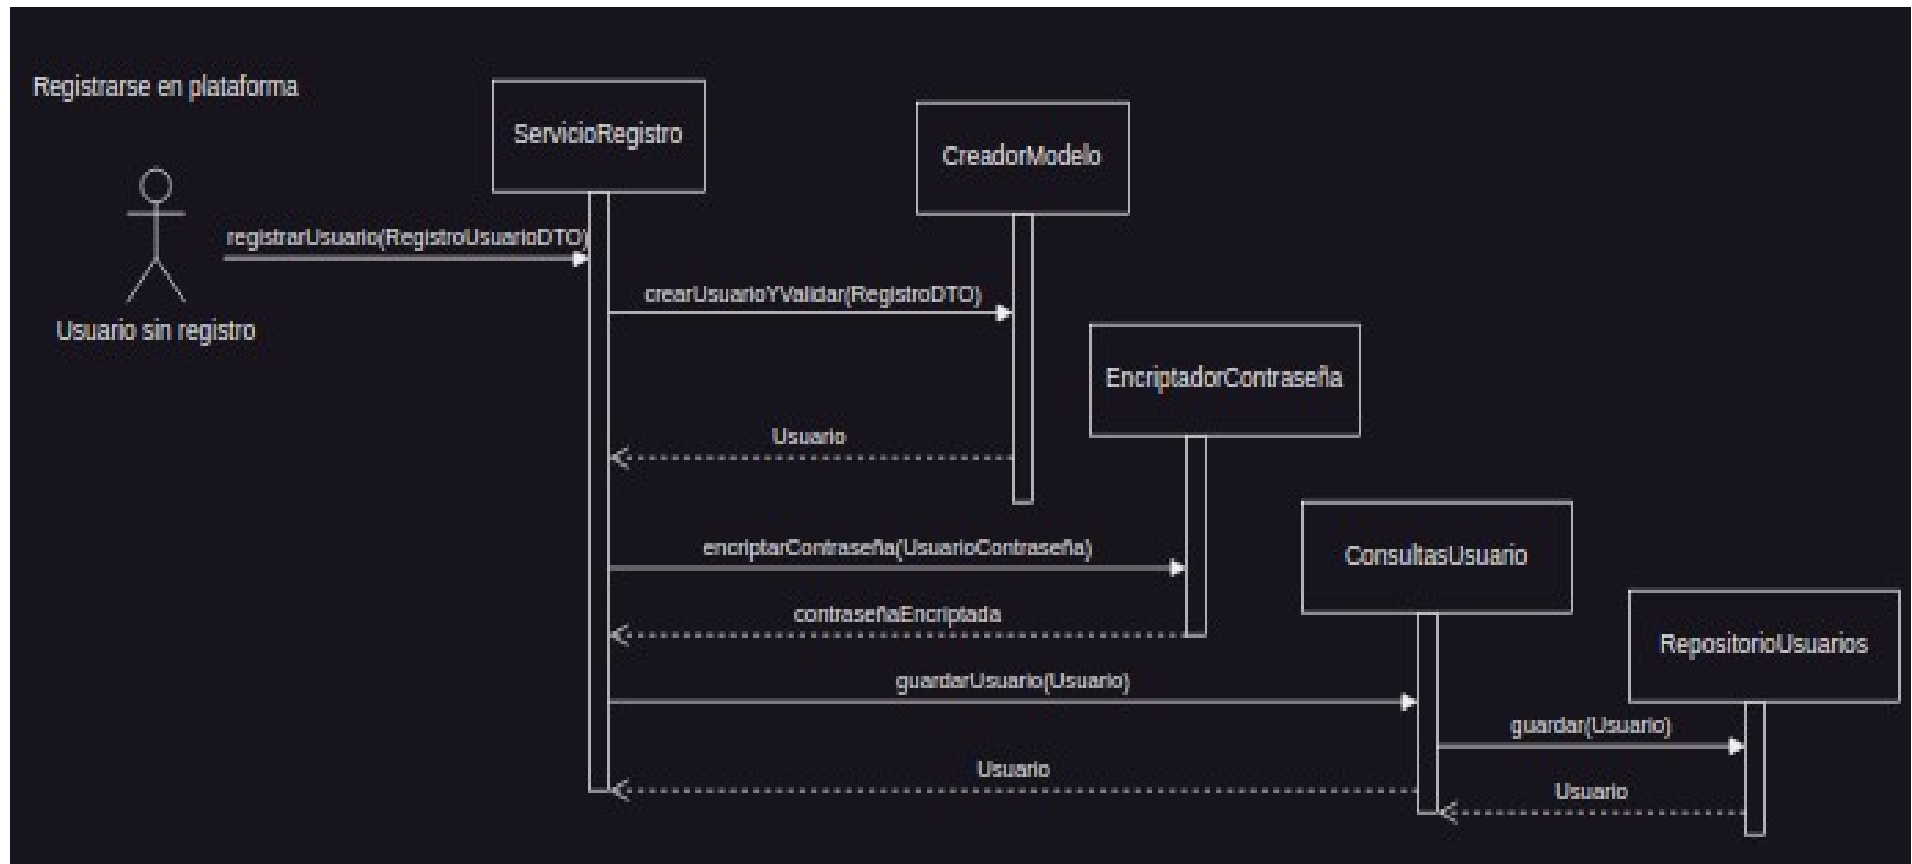 Registrarse en plataforma
ServicioRegistro
CreadorModelo
registrarUsuario(RegistroUsuarioDTO)
crearUsuarioYValidar(RegistroDTO)
Usuario sin registro
EncriptadorContraseña
Usuario
encriptarContraseña(UsuarioContraseña)
ConsultasUsuario
contraseñaEncriptada
RepositorioUsuarios
guardarUsuario(Usuario)
guardar(Usuario)
Usuario
Usuario